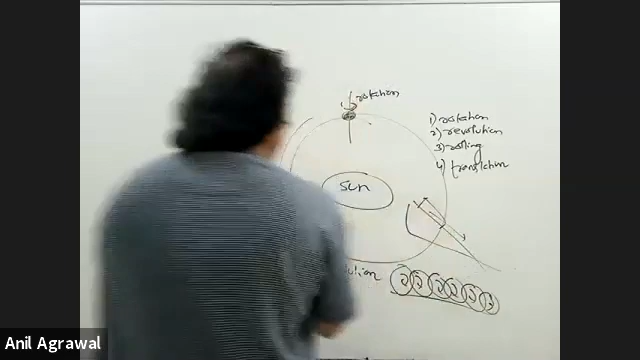 rotation
1) rotation
2) revolution
3) rolling
4) translation
Sun
lution
Anil Agrawal